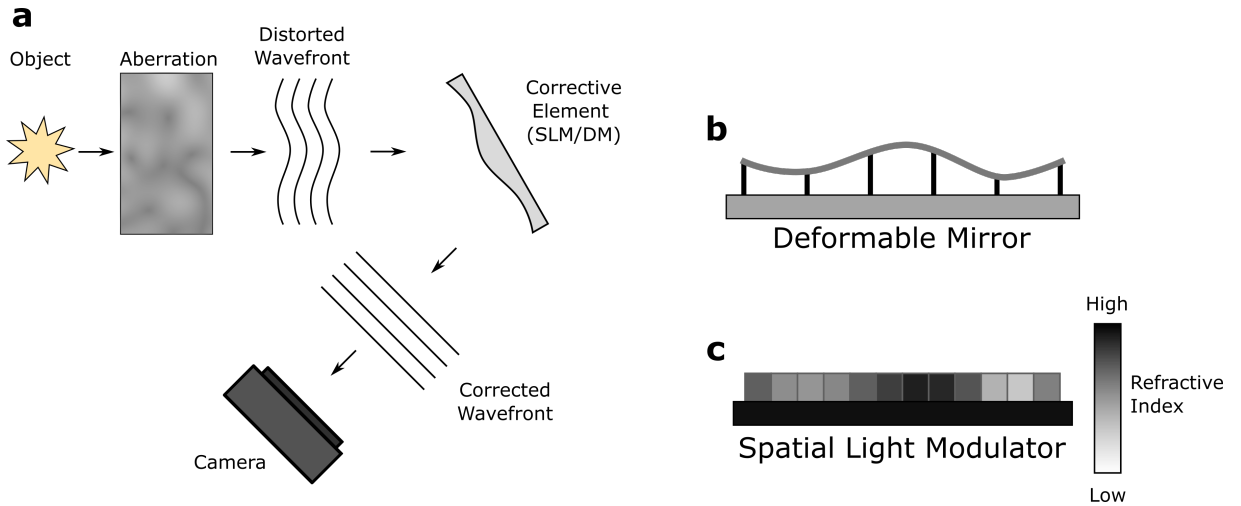 a
Object
Aberration
Distorted
Wavefront
Corrective
Element
(SLM/DM)
Corrected
Wavefront
Camera
b
Deformable Mirror
c
Spatial Light Modulator
High
Refractive
Index
Low